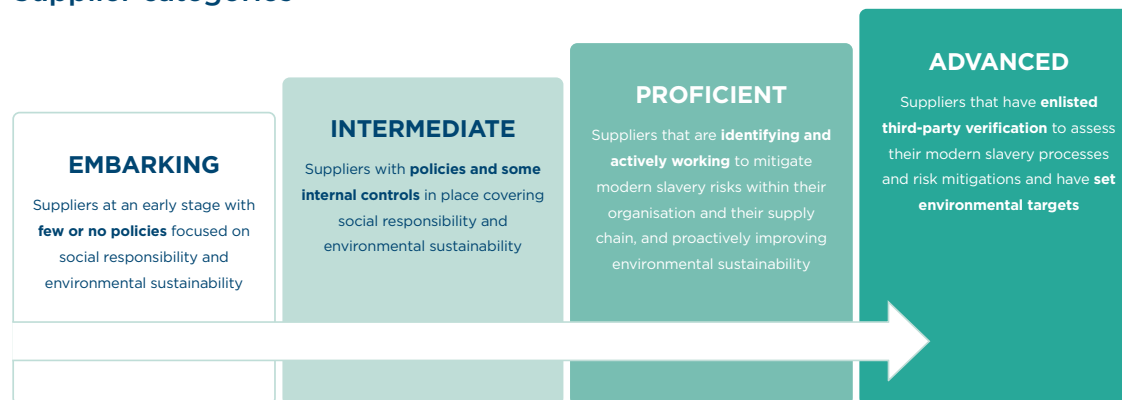 Supplier categories
EMBARKING
Suppliers at an early stage with
few or no policies focused on
social responsibility and
environmental sustainability
INTERMEDIATE
Suppliers with policies and some
internal controls in place covering
social responsibility and
environmental sustainability
PROFICIENT
Suppliers that are identifying and
actively working to mitigate
modern slavery risks within their
organisation and their supply
chain, and proactively improving
environmental sustainability
ADVANCED
Suppliers that have enlisted
third-party verification to assess
their modern slavery processes
and risk mitigations and have set
environmental targets